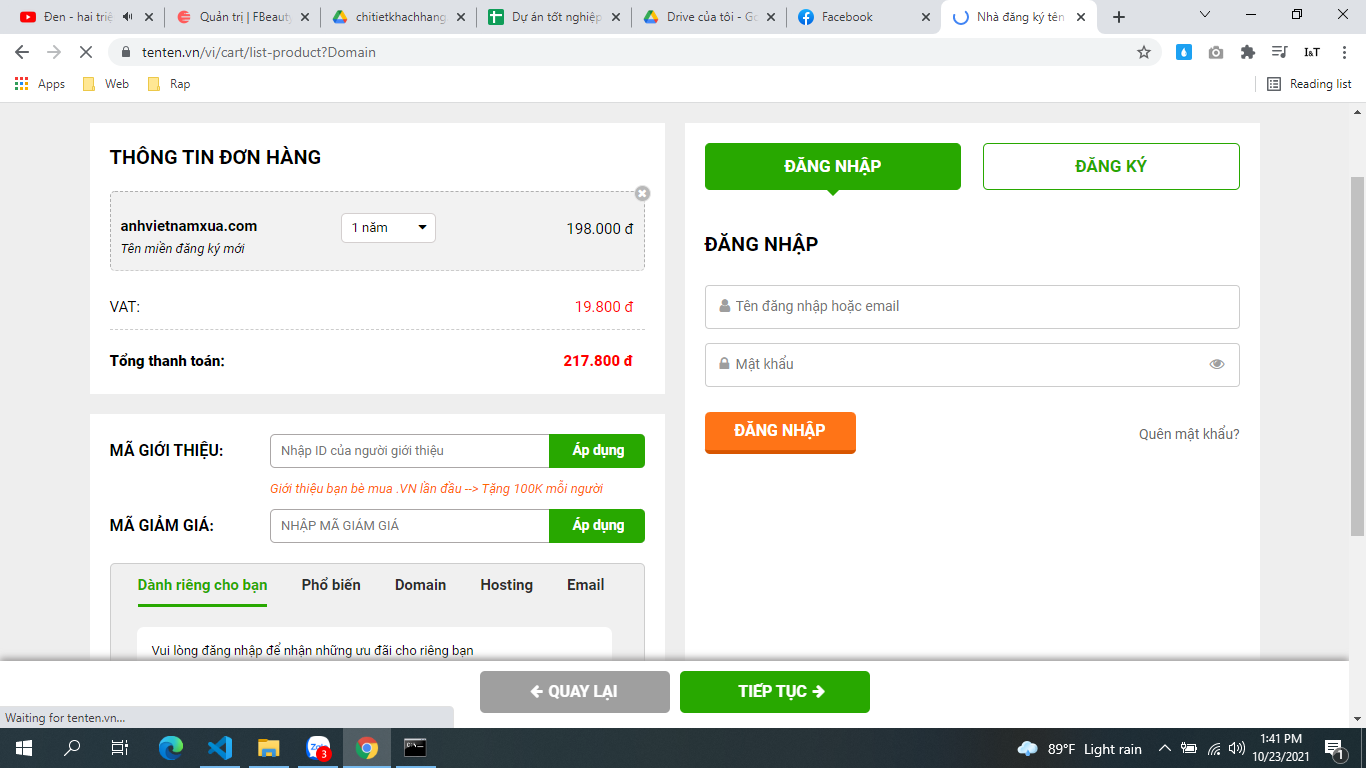 Đen - hai triệ
Quản trị | FBeauty
chitietkhachhang
Dự án tốt nghiệp
Drive của tôi - Go
Facebook
Nhà đăng ký tên
tenten.vn/vi/cart/list-product?Domain
I&T
Apps
Web
Rap
Reading list
THÔNG TIN ĐƠN HÀNG
anhvietnamxua.com
1 năm
198.000 đ
Tên miền đăng ký mới
VAT:
19.800 đ
Tổng thanh toán:
217.800 đ
MÃ GIỚI THIỆU:
Nhập ID của người giới thiệu
Áp dụng
Giới thiệu bạn bè mua .VN lần đầu --> Tặng 100K mỗi người
MÃ GIẢM GIÁ:
NHẬP MÃ GIẢM GIÁ
Áp dụng
Dành riêng cho bạn
Phổ biến
Domain
Hosting
Email
Vui lòng đăng nhập để nhận những ưu đãi cho riêng bạn
ĐĂNG NHẬP
ĐĂNG KÝ
ĐĂNG NHẬP
Tên đăng nhập hoặc email
Mật khẩu
ĐĂNG NHẬP
Quên mật khẩu?
QUAY LẠI
TIẾP TỤC
Waiting for tenten.vn...
3
89°F Light rain
1:41 PM
10/23/2021
1